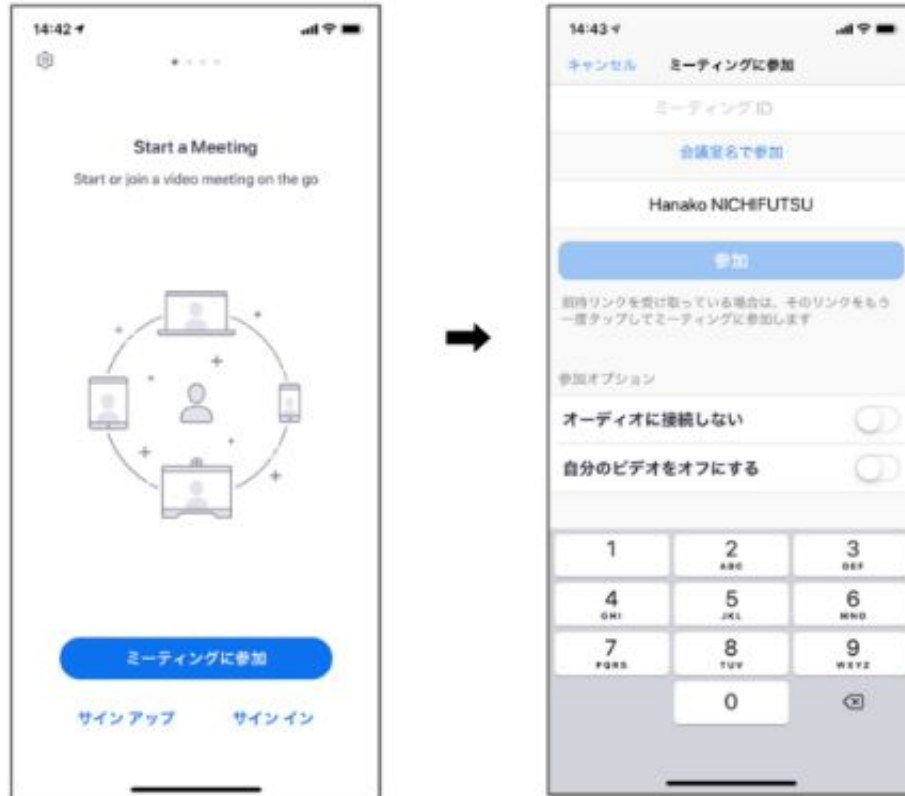 14:42
Start a Meeting
Start or join a video meeting on the go
ミーティングに参加
サイン アップ
サイン イン
14:43
キャンセル
ミーティングに参加
ミーティング ID
会議室名で参加
Hanako NICHIFUTSU
参加
招待リンクを受け取っている場合は、そのリンクをもう
一度タップしてミーティングに参加します
参加オプション
オーディオに接続しない
自分のビデオをオフにする
1
2
ABC
3
DEF
4
GHI
5
JKL
6
MNO
7
PQRS
8
TUV
9
WXYZ
0